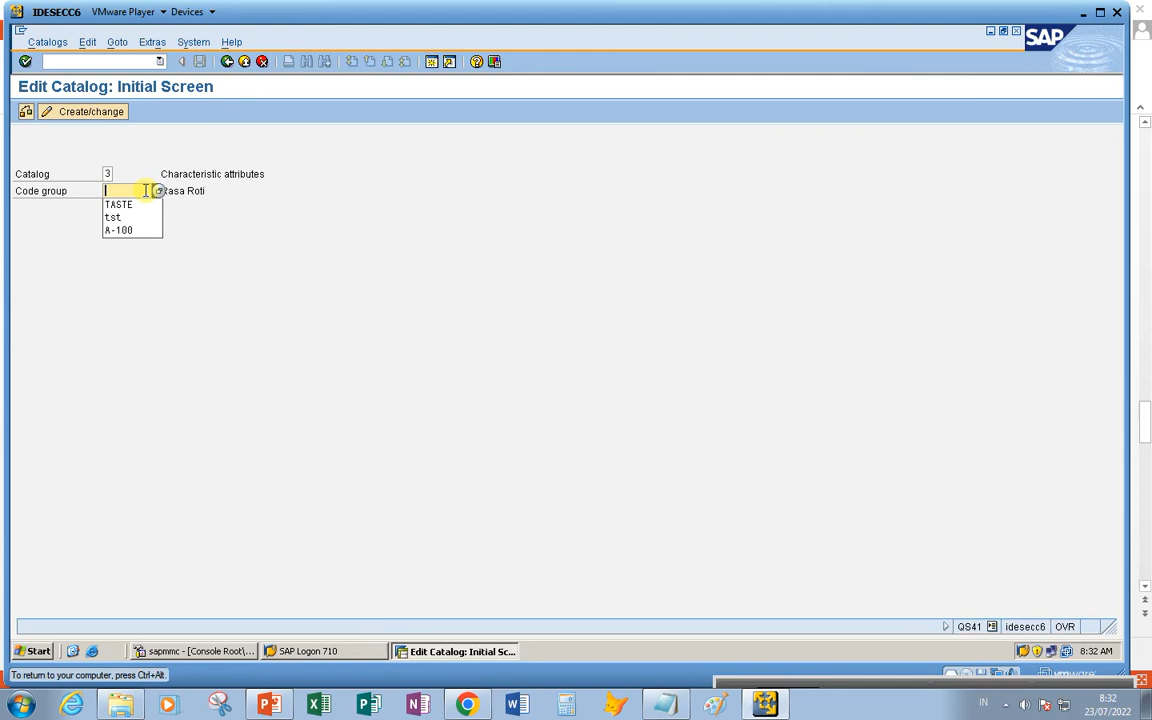 IDESECC6 VMware Player Devices
Catalogs Edit Goto Extras System Help
SAP
Edit Catalog: Initial Screen
Create/change
Catalog 3 Characteristic attributes
Code group Rasa Roti
TASTE
tst
A-100
QS41 idesecc6 OVR
Start sapmmc - [Console Root\... SAP Logon 710 Edit Catalog: Initial Sc... 8:32 AM
To return to your computer, press Ctrl+Alt. vmware
IN 8:32
23/07/2022